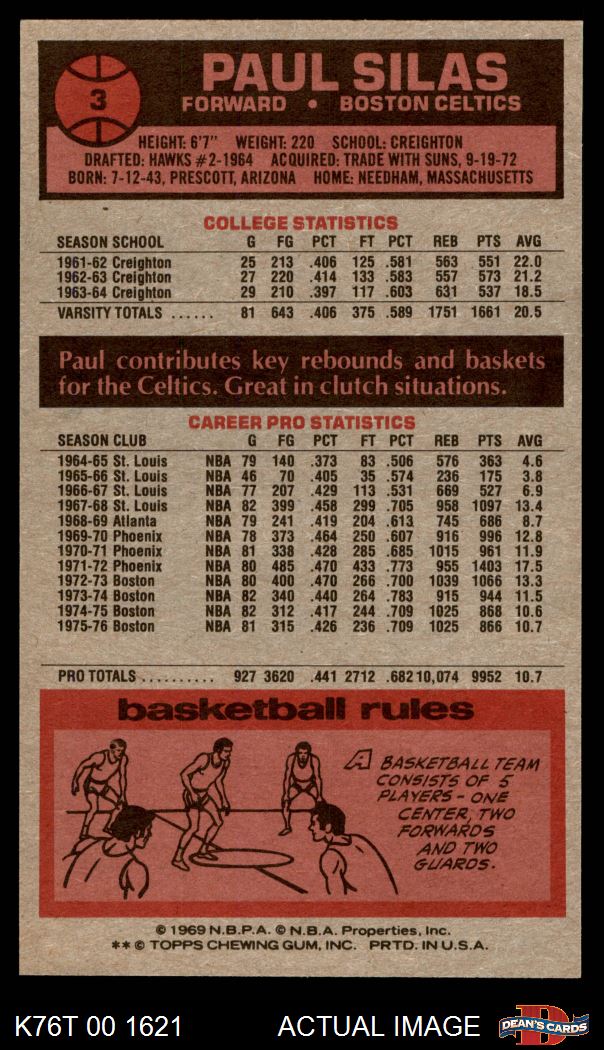 3
PAUL SILAS
FORWARD • BOSTON CELTICS
HEIGHT: 6'7" WEIGHT: 220 SCHOOL: CREIGHTON
DRAFTED: HAWKS #2-1964 ACQUIRED: TRADE WITH SUNS, 9-19-72
BORN: 7-12-43, PRESCOTT, ARIZONA HOME: NEEDHAM, MASSACHUSETTS
COLLEGE STATISTICS
SEASON SCHOOL G FG PCT FT PCT REB PTS AVG
1961-62 Creighton 25 213 .406 125 .581 563 551 22.0
1962-63 Creighton 27 220 .414 133 .583 557 573 21.2
1963-64 Creighton 29 210 .397 117 .603 631 537 18.5
VARSITY TOTALS ...... 81 643 .406 375 .589 1751 1661 20.5
Paul contributes key rebounds and baskets
for the Celtics. Great in clutch situations.
CAREER PRO STATISTICS
SEASON CLUB G FG PCT FT PCT REB PTS AVG
1964-65 St. Louis NBA 79 140 .373 83 .506 576 363 4.6
1965-66 St. Louis NBA 46 70 .405 35 .574 236 175 3.8
1966-67 St. Louis NBA 77 207 .429 113 .531 669 527 6.9
1967-68 St. Louis NBA 82 399 .458 299 .705 958 1097 13.4
1968-69 Atlanta NBA 79 241 .419 204 .613 745 686 8.7
1969-70 Phoenix NBA 78 373 .464 250 .607 916 996 12.8
1970-71 Phoenix NBA 81 338 .428 285 .685 1015 961 11.9
1971-72 Phoenix NBA 80 485 .470 433 .773 955 1403 17.5
1972-73 Boston NBA 80 400 .470 266 .700 1039 1066 13.3
1973-74 Boston NBA 82 340 .440 264 .783 915 944 11.5
1974-75 Boston NBA 82 312 .417 244 .709 1025 868 10.6
1975-76 Boston NBA 81 315 .426 236 .709 1025 866 10.7
PRO TOTALS .......... 927 3620 .441 2712 .682 10,074 9952 10.7
basketball rules
A BASKETBALL TEAM
CONSISTS OF 5
PLAYERS - ONE
CENTER, TWO
FORWARDS
AND TWO
GUARDS.
© 1969 N.B.P.A. © N.B.A. Properties, Inc.
** © TOPPS CHEWING GUM, INC. PRTD. IN U.S.A.
K76T 00 1621 ACTUAL IMAGE
D
DEAN'S CARDS